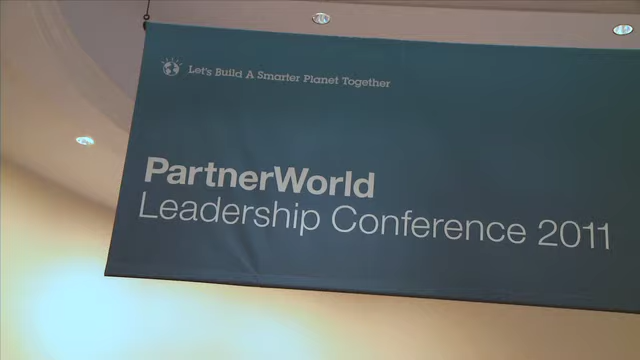 Let's Build A Smarter Planet Together
PartnerWorld
Leadership Conference 2011